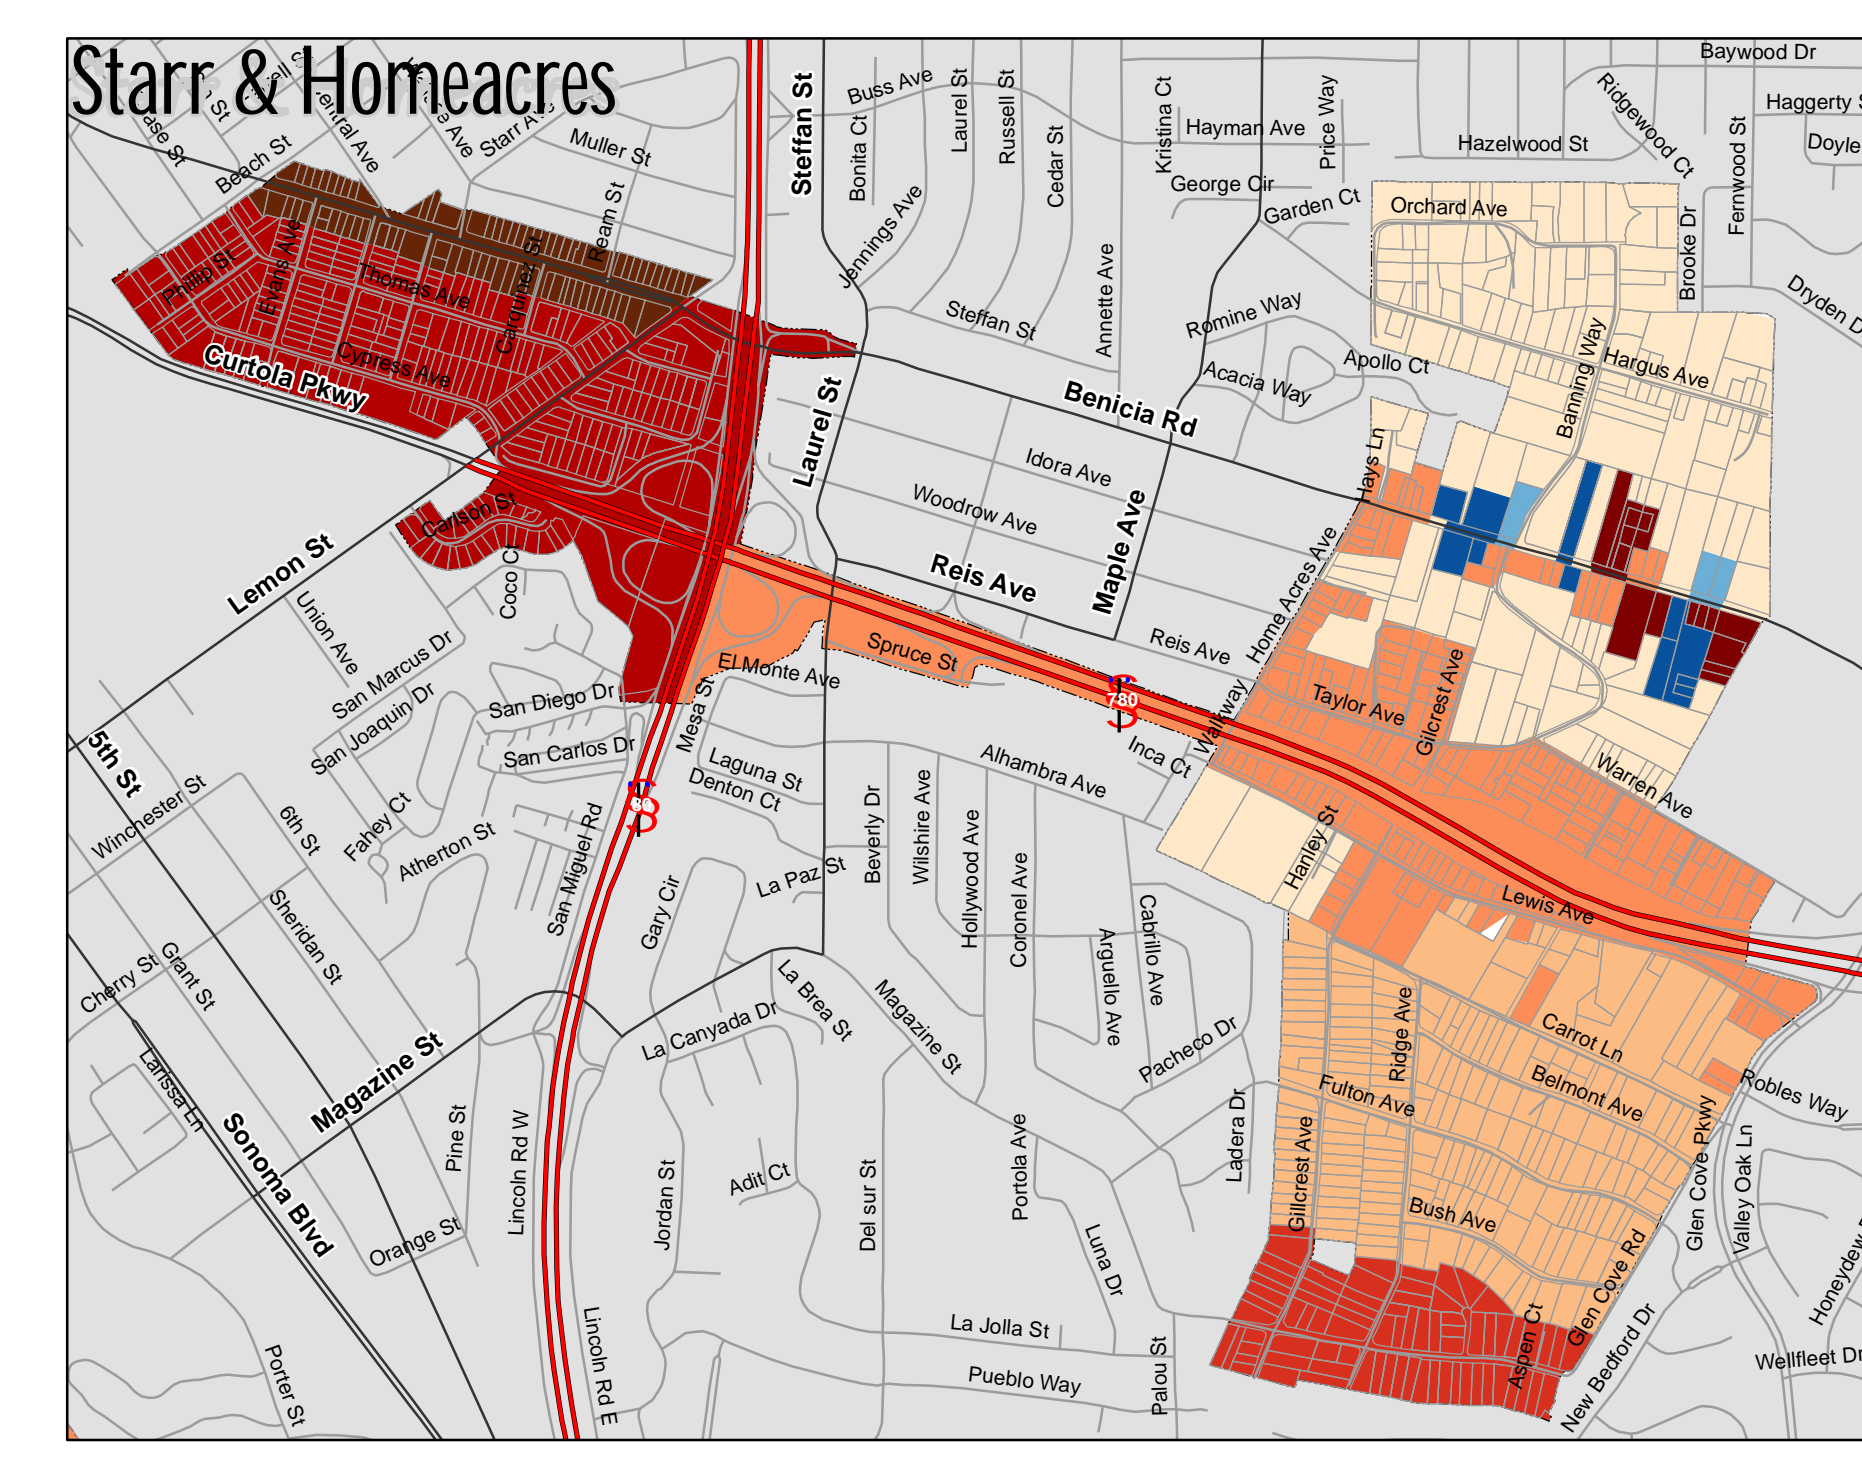 Starr & Homeacres
Beach St
Starr Ave
Muller St
Ream St
Steffan St
Buss Ave
Bonita Ct
Laurel St
Russell St
Cedar St
Jennings Ave
Kristina Ct
Hayman Ave
Price Way
George Cir
Garden Ct
Hazelwood St
Ridgewood Ct
Baywood Dr
Haggerty
Doyle
Fernwood St
Brooke Dr
Orchard Ave
Dryden D
Phillip St
Evans Ave
Thomas Ave
Carquinez St
Cypress Ave
Curtola Pkwy
Steffan St
Annette Ave
Romine Way
Apollo Ct
Acacia Way
Banning Way
Hargus Ave
Laurel St
Benicia Rd
Hays Ln
Idora Ave
Woodrow Ave
Maple Ave
Reis Ave
Carlson St
Lemon St
Coco Ct
Union Ave
Home Acres Ave
Reis Ave
Spruce St
El Monte Ave
San Marcus Dr
San Joaquin Dr
San Diego Dr
San Carlos Dr
Mesa St
780
Walkway
Taylor Ave
Gilcrest Ave
Warren Ave
Inca Ct
Alhambra Ave
Laguna St
Denton Ct
80
5th St
Winchester St
6th St
Fahey Ct
Atherton St
San Miguel Rd
Gary Cir
La Paz St
Beverly Dr
Wilshire Ave
Hollywood Ave
Coronel Ave
Cabrillo Ave
Arguello Ave
Hanley St
Lewis Ave
Sheridan St
Grant St
Cherry St
La Brea St
La Canyada Dr
Magazine St
Pacheco Dr
Ridge Ave
Carrot Ln
Belmont Ave
Fulton Ave
Robles Way
Larissa Ln
Magazine St
Sonoma Blvd
Pine St
Lincoln Rd W
Jordan St
Adit Ct
Del sur St
Portola Ave
Ladera Dr
Gillcrest Ave
Bush Ave
Glen Cove Pkwy
Valley Oak Ln
Orange St
Luna Dr
Glen Cove Rd
Honeydew
Lincoln Rd E
La Jolla St
Pueblo Way
Palou St
Aspen Ct
New Bedford Dr
Wellfleet Dr
Porter St